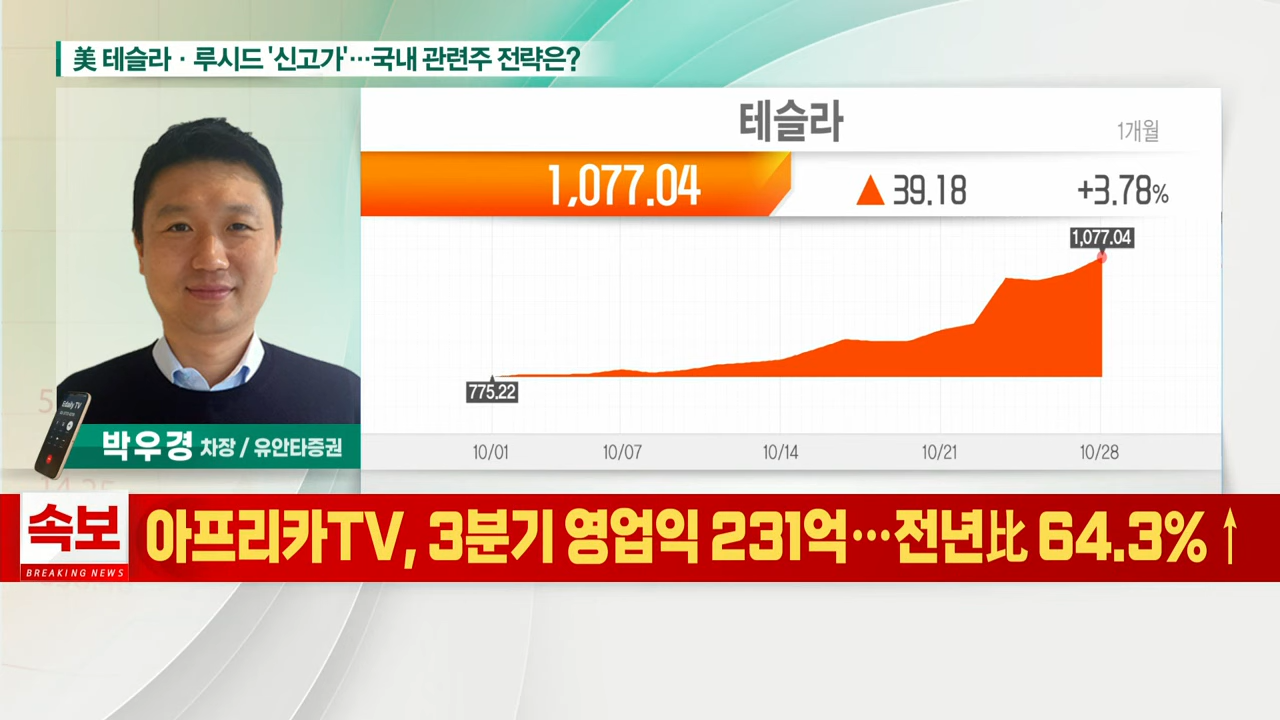 美 테슬라 · 루시드 '신고가'…국내 관련주 전략은?
테슬라
1개월
1,077.04
▲ 39.18
+3.78%
1,077.04
775.22
10/01
10/07
10/14
10/21
10/28
Edaily TV
박우경 차장 / 유안타증권
속보
BREAKING NEWS
아프리카TV, 3분기 영업익 231억…전년比 64.3%↑